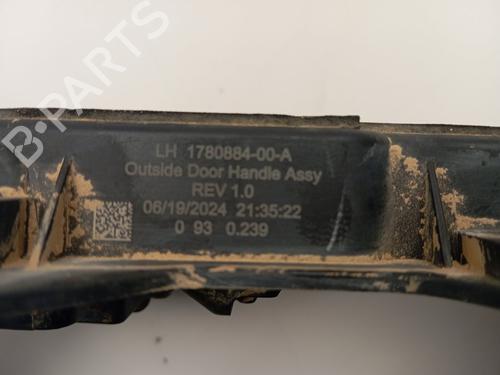 B-PARTS
LH 1780884-00-A
Outside Door Handle Assy
REV 1.0
06/19/2024 21:35:22
0 93 0.239